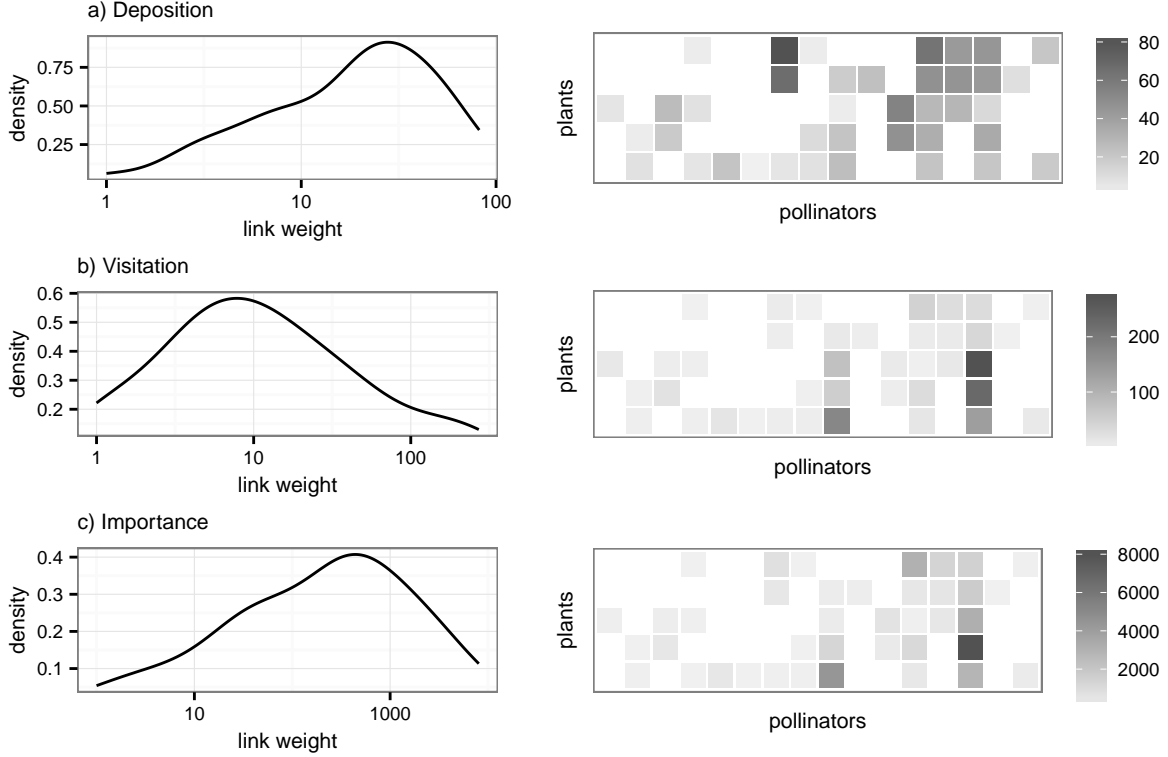 a) Deposition
density
0.75
0.50
0.25
1
10
100
link weight
plants
pollinators
80
60
40
20
b) Visitation
density
0.6
0.5
0.4
0.3
0.2
1
10
100
link weight
plants
pollinators
200
100
c) Importance
density
0.4
0.3
0.2
0.1
10
1000
link weight
plants
pollinators
8000
6000
4000
2000